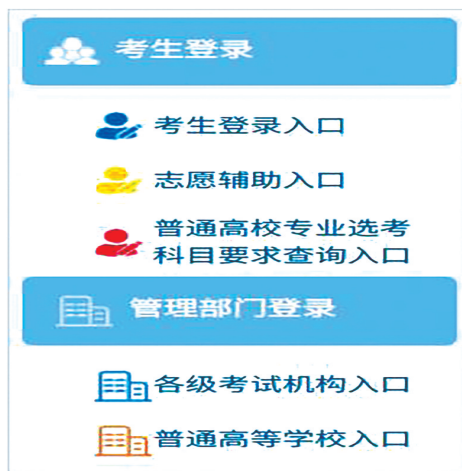 考生登录
考生登录入口
志愿辅助入口
普通高校专业选考
科目要求查询入口
管理部门登录
各级考试机构入口
普通高等学校入口